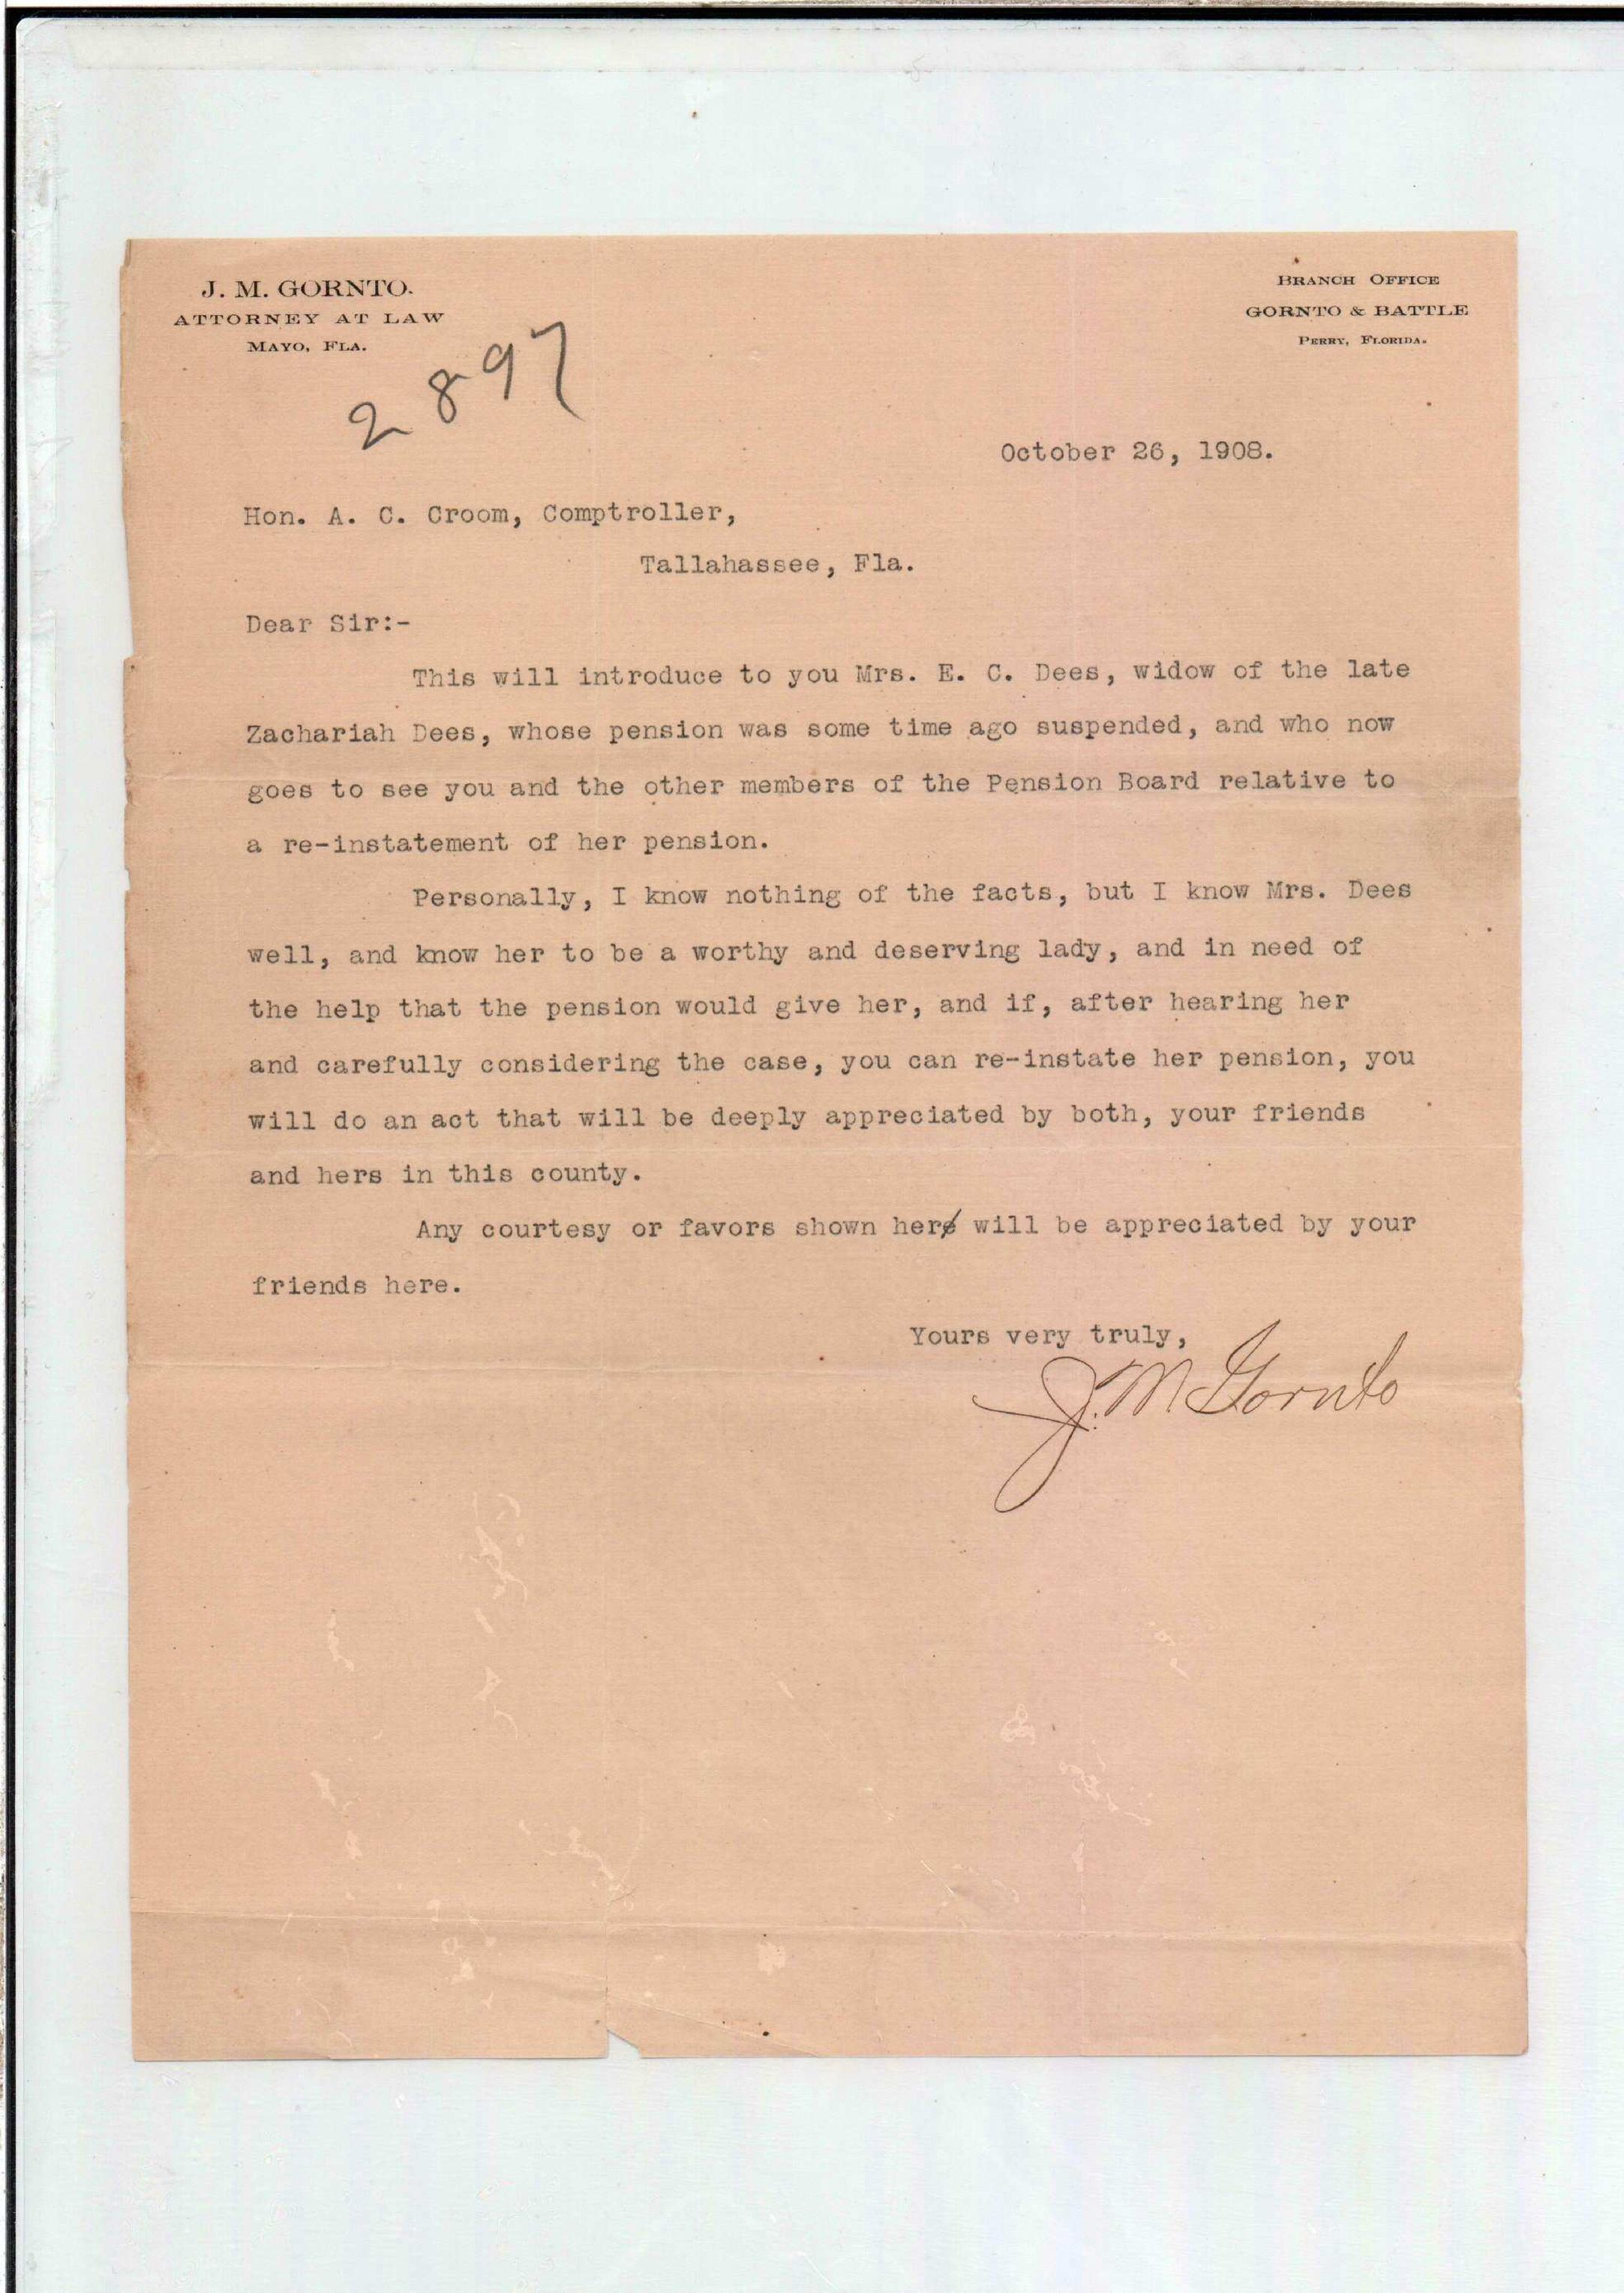 J. M. GORNTO.
ATTORNEY AT LAW
MAYO, FLA.
BRANCH OFFICE
GORNTO & BATTLE
PERRY, FLORIDA.
2897
October 26, 1908.
Hon. A. C. Croom, Comptroller,
Tallahassee, Fla.
Dear Sir:-
This will introduce to you Mrs. E. C. Dees, widow of the late
Zachariah Dees, whose pension was some time ago suspended, and who now
goes to see you and the other members of the Pension Board relative to
a re-instatement of her pension.
Personally, I know nothing of the facts, but I know Mrs. Dees
well, and know her to be a worthy and deserving lady, and in need of
the help that the pension would give her, and if, after hearing her
and carefully considering the case, you can re-instate her pension, you
will do an act that will be deeply appreciated by both, your friends
and hers in this county.
Any courtesy or favors shown her will be appreciated by your
friends here.
Yours very truly,
J. M Gornto